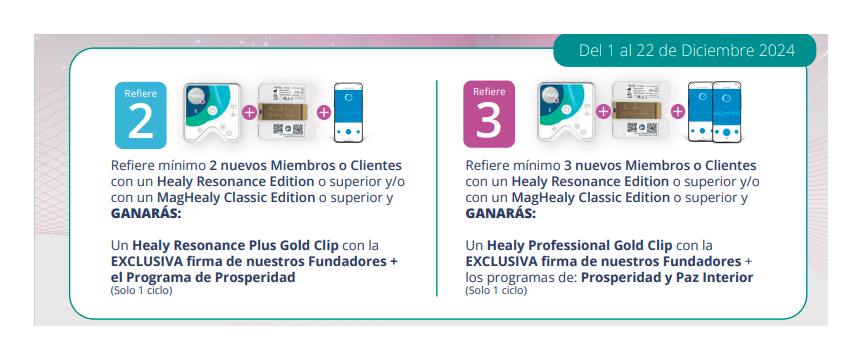 Del 1 al 22 de Diciembre 2024
Refiere
2
Refiere mínimo 2 nuevos Miembros o Clientes
con un Healy Resonance Edition o superior y/o
con un MagHealy Classic Edition o superior y
GANARÁS:
Un Healy Resonance Plus Gold Clip con la
EXCLUSIVA firma de nuestros Fundadores +
el Programa de Prosperidad
(Solo 1 ciclo)
Refiere
3
Refiere mínimo 3 nuevos Miembros o Clientes
con un Healy Resonance Edition o superior y/o
con un MagHealy Classic Edition o superior y
GANARÁS:
Un Healy Professional Gold Clip con la
EXCLUSIVA firma de nuestros Fundadores +
los programas de: Prosperidad y Paz Interior
(Solo 1 ciclo)